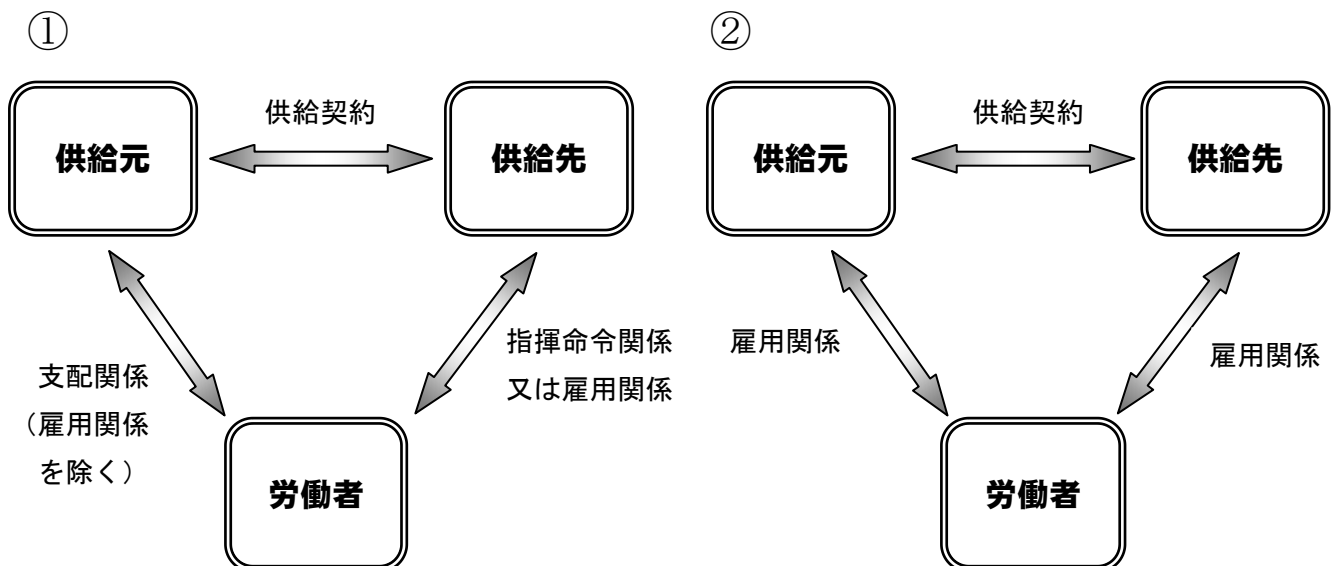 ①
供給元
供給契約
供給先
支配関係
（雇用関係
を除く）
指揮命令関係
又は雇用関係
労働者
②
供給元
供給契約
供給先
雇用関係
雇用関係
労働者